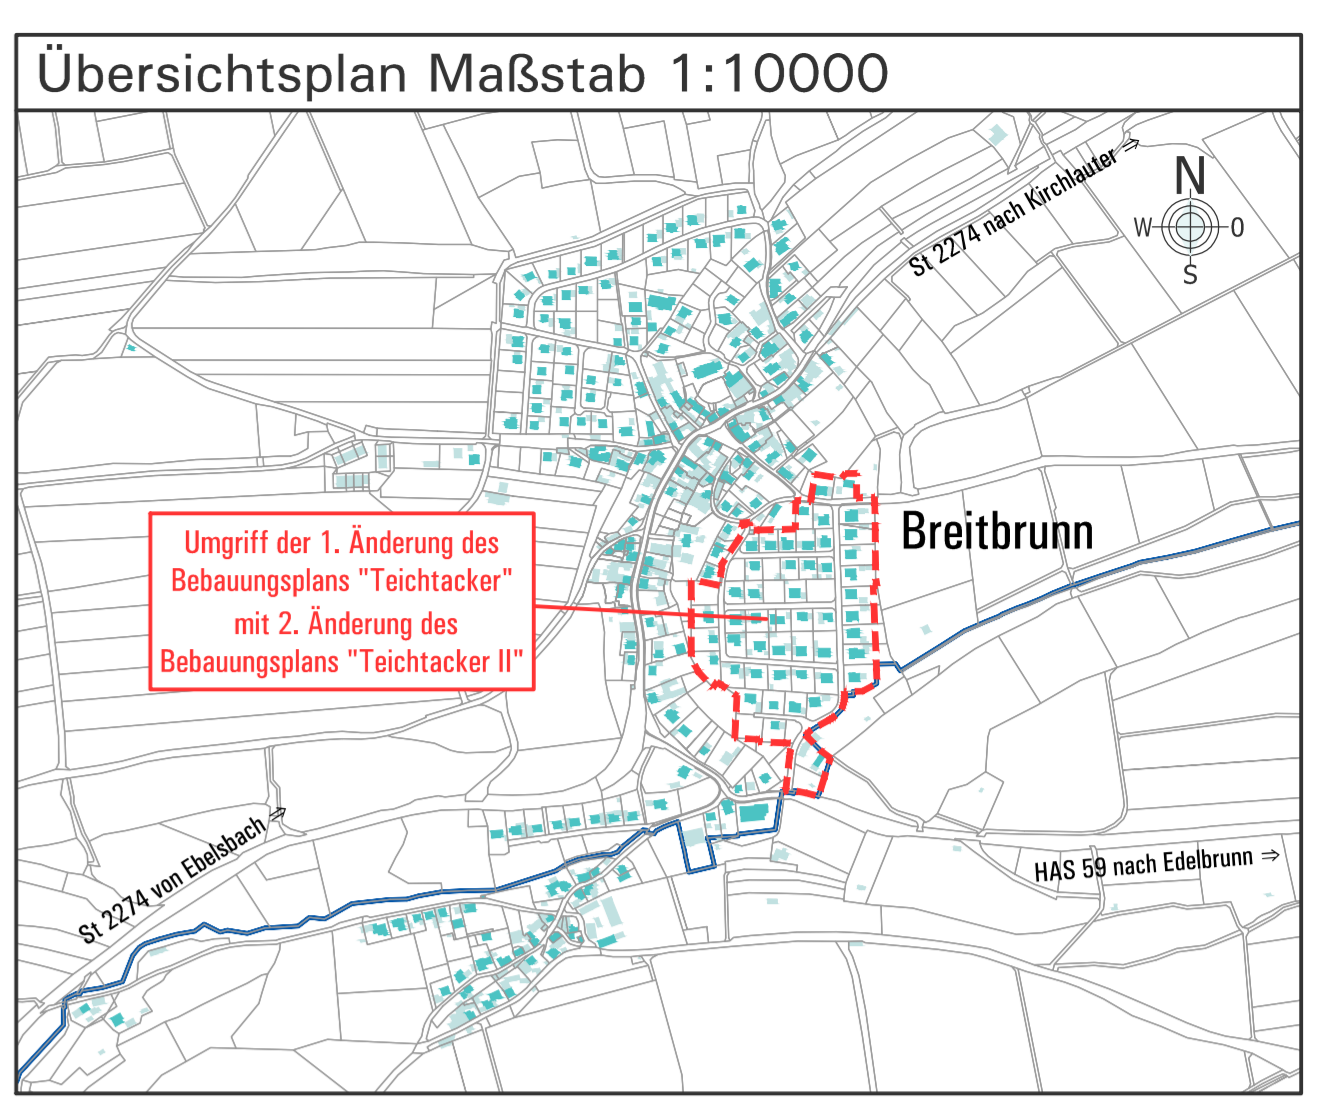 Übersichtsplan Maßstab 1:10000
St 2274 nach Kirchlauter ⇒
N
W
O
S
Breitbrunn
Umgriff der 1. Änderung des
Bebauungsplans "Teichtacker"
mit 2. Änderung des
Bebauungsplans "Teichtacker II"
St 2274 von Ebelsbach ⇒
HAS 59 nach Edelbrunn ⇒